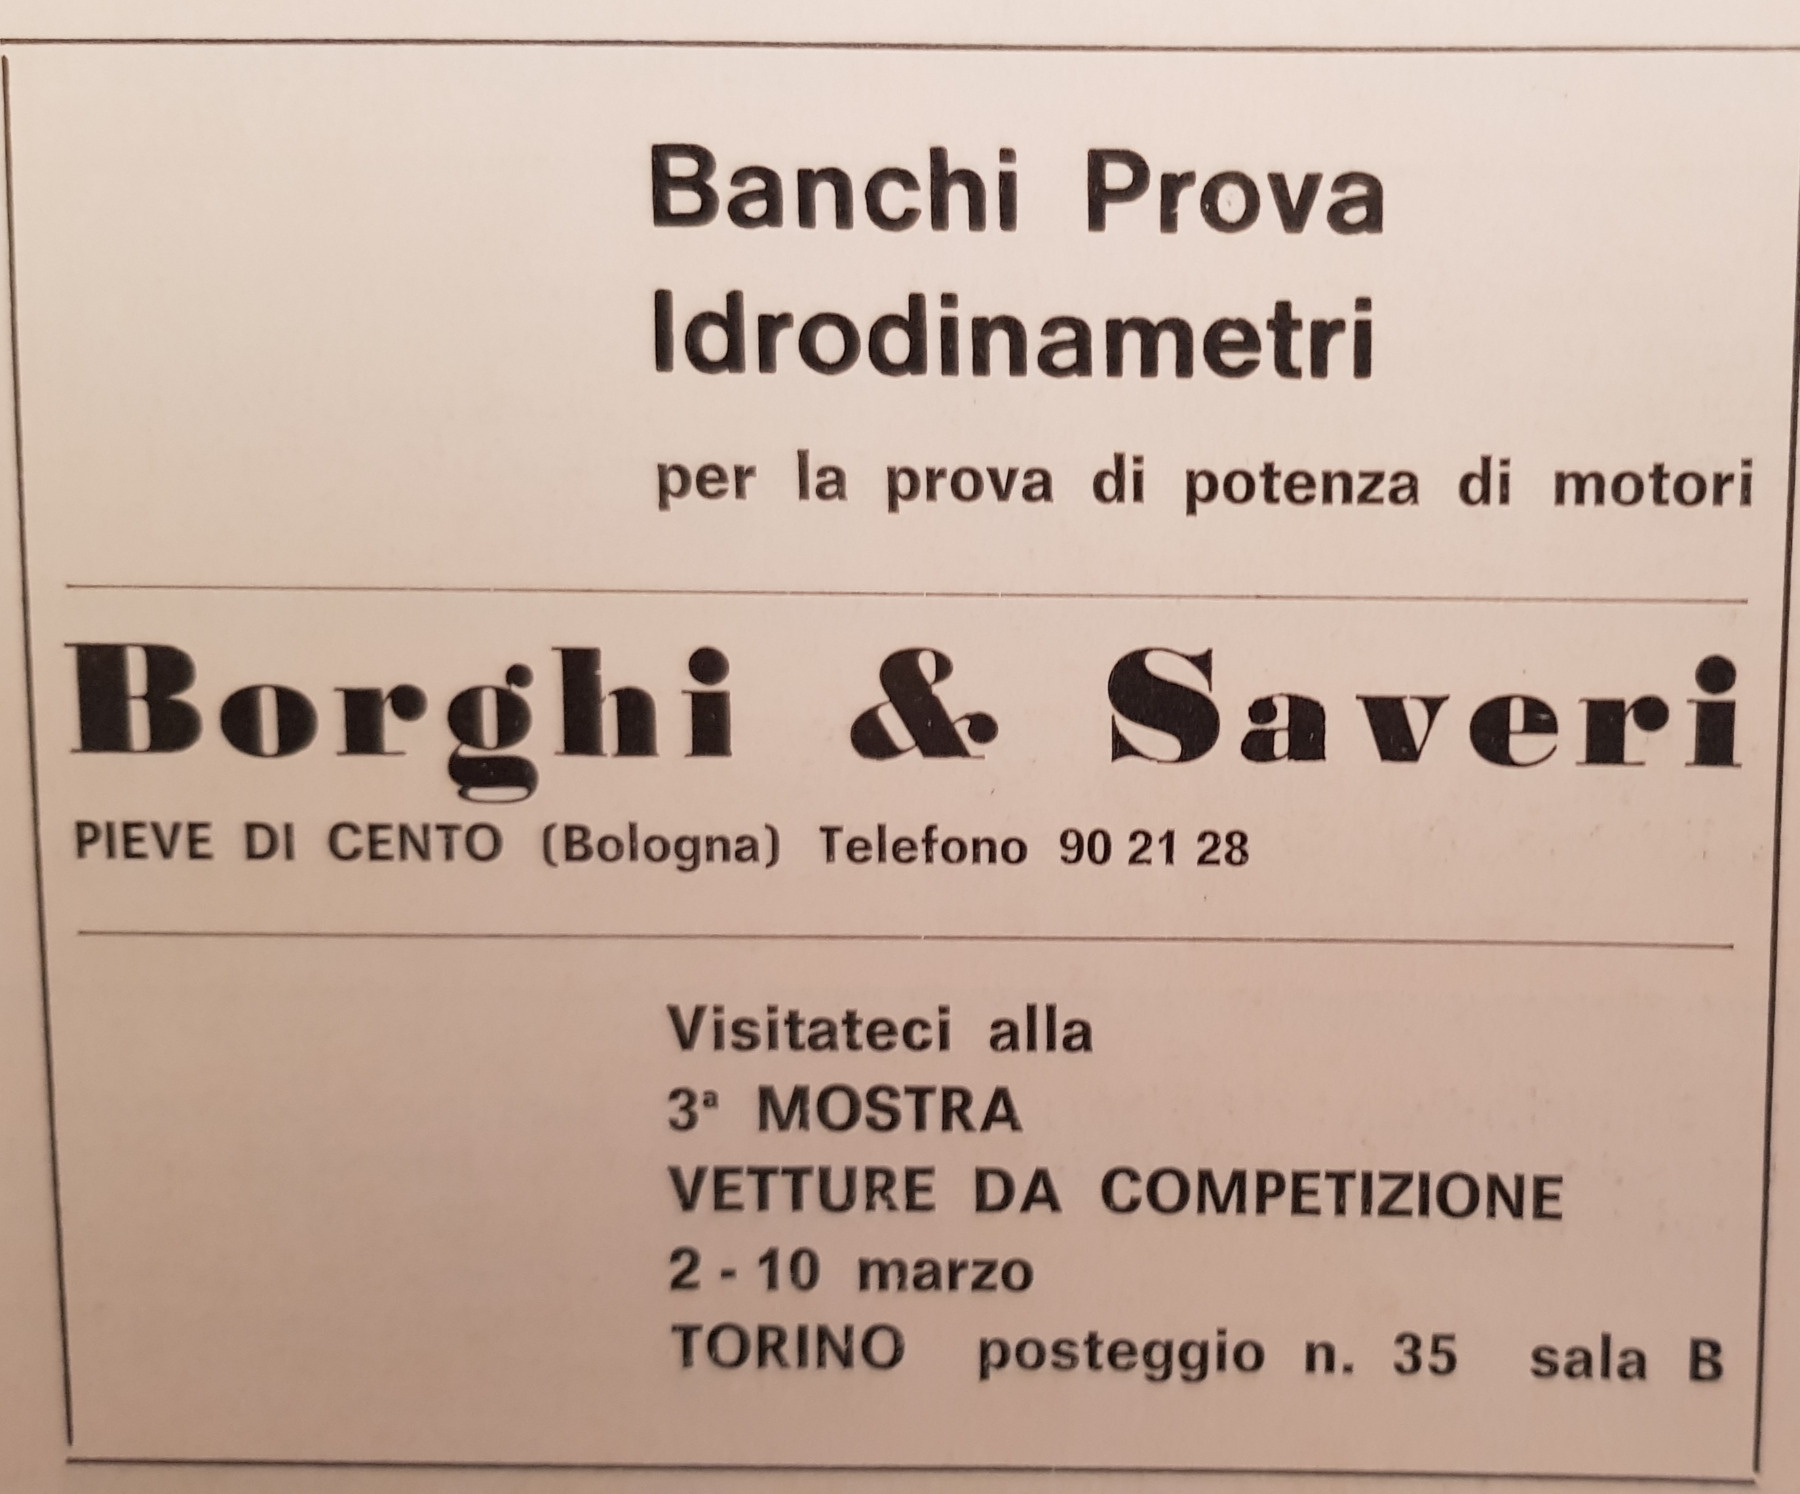 Banchi Prova
Idrodinametri
per la prova di potenza di motori
Borghi & Saveri
PIEVE DI CENTO (Bologna) Telefono 90 21 28
Visitateci alla
3ª MOSTRA
VETTURE DA COMPETIZIONE
2 - 10 marzo
TORINO posteggio n. 35 sala B